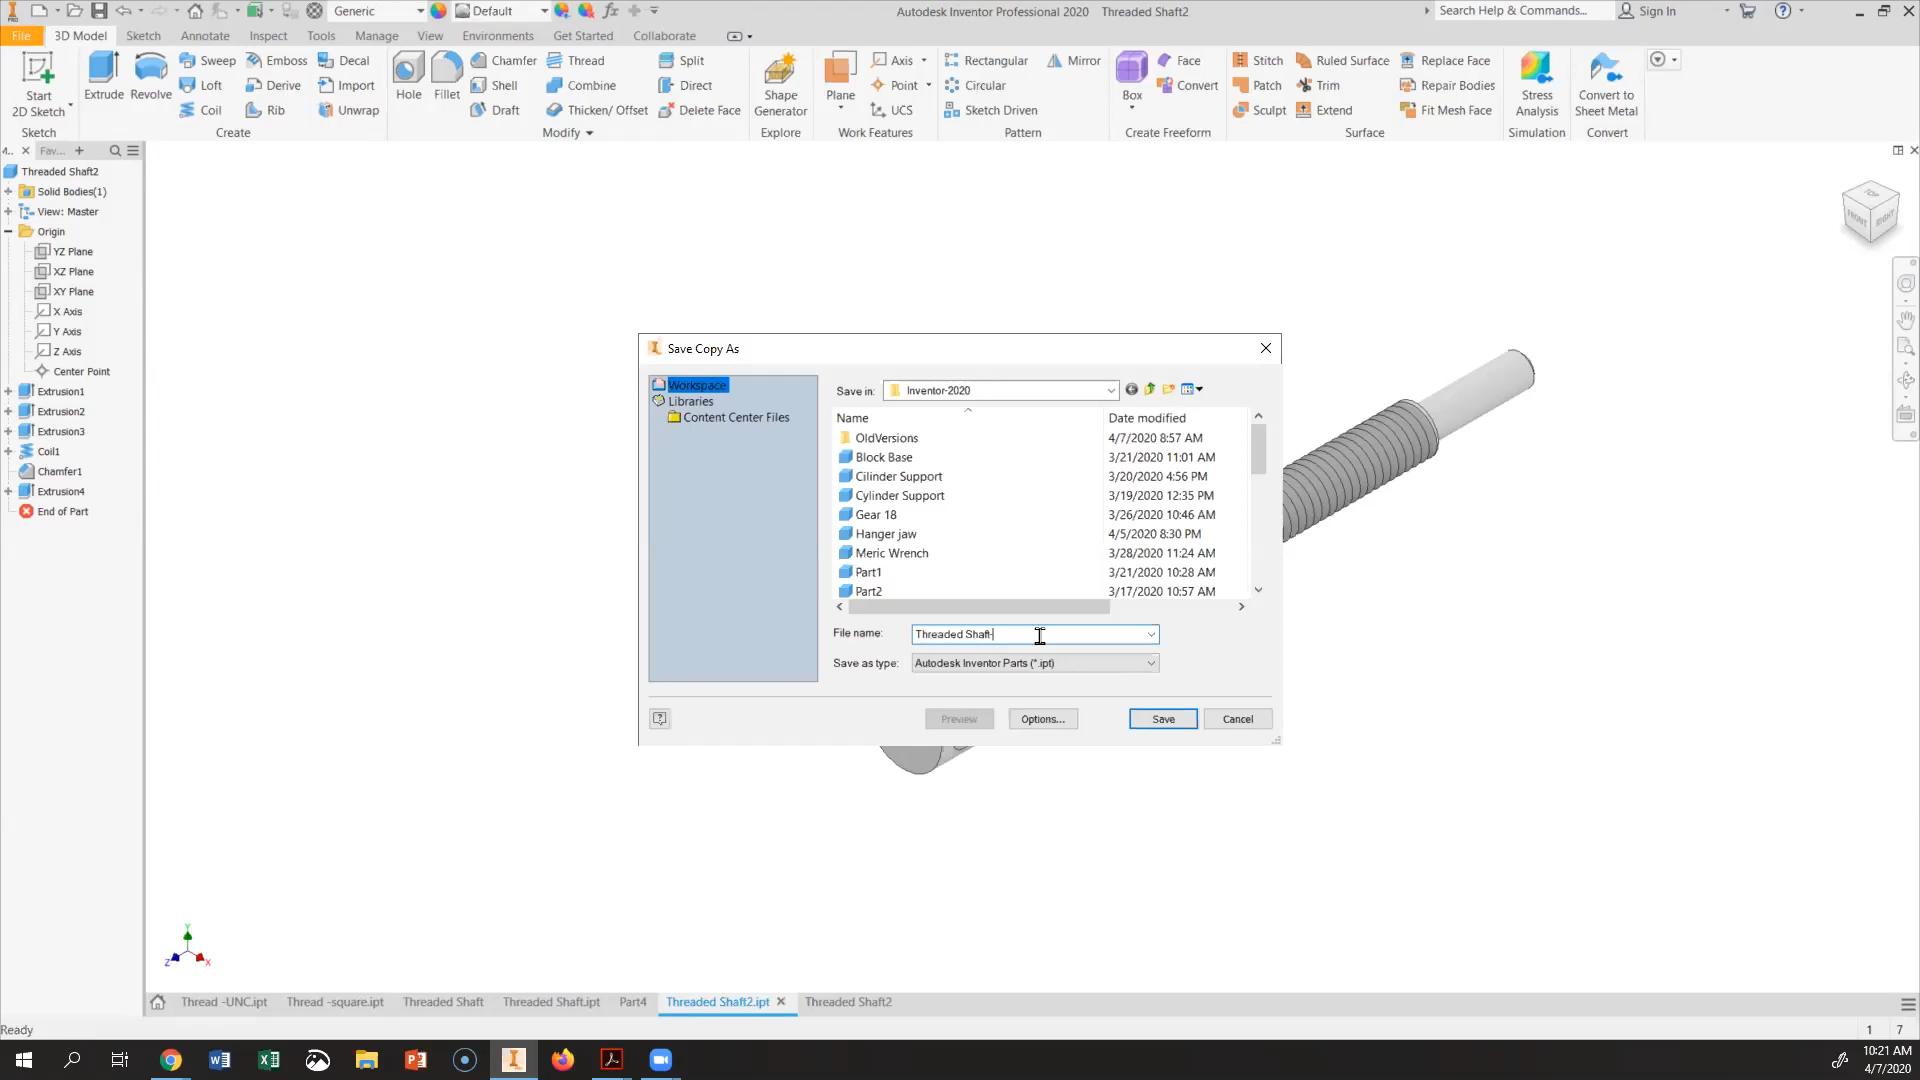 Generic
Default
Autodesk Inventor Professional 2020 Threaded Shaft2
Search Help & Commands...
Sign In
File 3D Model Sketch Annotate Inspect Tools Manage View Environments Get Started Collaborate
Start 2D Sketch
Sketch
Extrude
Revolve
Sweep
Loft
Coil
Emboss
Derive
Rib
Decal
Import
Unwrap
Create
Hole
Fillet
Chamfer
Shell
Draft
Thread
Combine
Thicken/ Offset
Split
Direct
Delete Face
Modify
Shape Generator
Explore
Plane
Axis
Point
UCS
Work Features
Rectangular
Circular
Sketch Driven
Mirror
Pattern
Box
Face
Convert
Create Freeform
Stitch
Patch
Sculpt
Ruled Surface
Trim
Extend
Replace Face
Repair Bodies
Fit Mesh Face
Surface
Stress Analysis
Simulation
Convert to Sheet Metal
Convert
Fav...
Threaded Shaft2
Solid Bodies(1)
View: Master
Origin
YZ Plane
XZ Plane
XY Plane
X Axis
Y Axis
Z Axis
Center Point
Extrusion1
Extrusion2
Extrusion3
Coil1
Chamfer1
Extrusion4
End of Part
TOP
FRONT
RIGHT
Save Copy As
Workspace
Libraries
Content Center Files
Save in: Inventor-2020
Name Date modified
OldVersions 4/7/2020 8:57 AM
Block Base 3/21/2020 11:01 AM
Cilinder Support 3/20/2020 4:56 PM
Cylinder Support 3/19/2020 12:35 PM
Gear 18 3/26/2020 10:46 AM
Hanger jaw 4/5/2020 8:30 PM
Meric Wrench 3/28/2020 11:24 AM
Part1 3/21/2020 10:28 AM
Part2 3/17/2020 10:57 AM
File name: Threaded Shaft-
Save as type: Autodesk Inventor Parts (*.ipt)
Preview Options... Save Cancel
Y
Z
X
Thread -UNC.ipt Thread -square.ipt Threaded Shaft Threaded Shaft.ipt Part4 Threaded Shaft2.ipt Threaded Shaft2
Ready
1 7
10:21 AM
4/7/2020